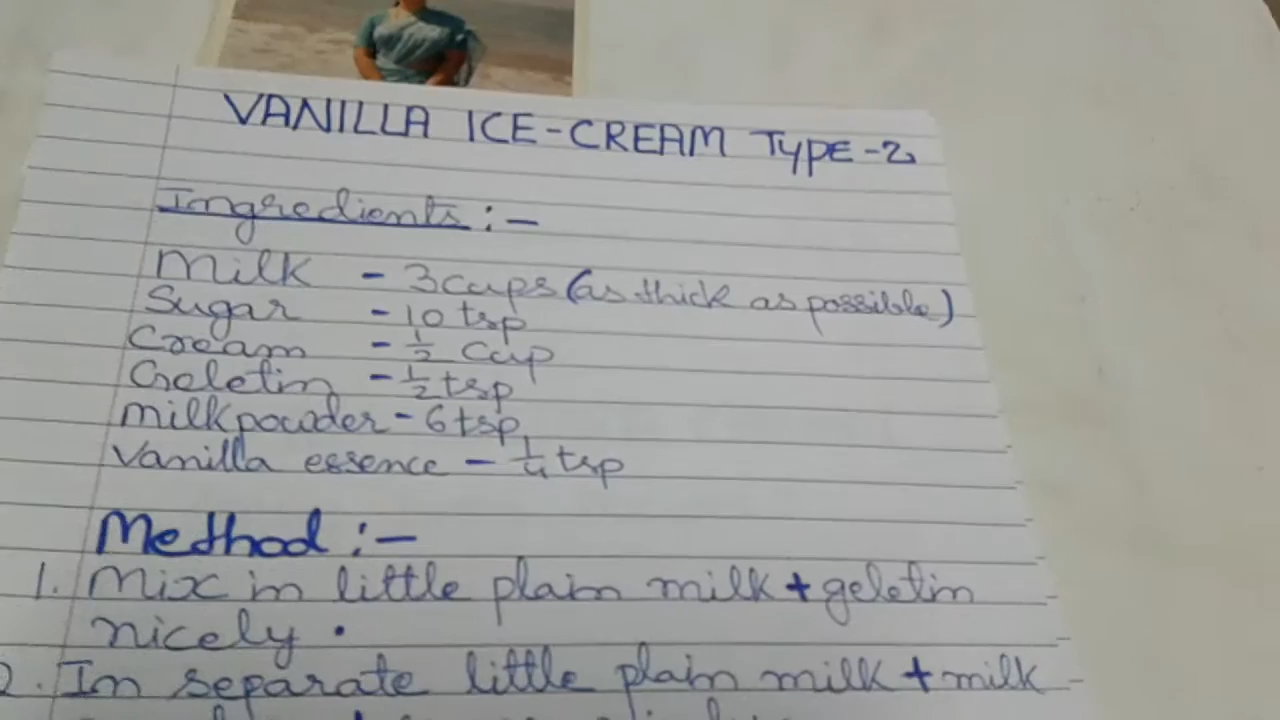 VANILLA ICE-CREAM TYPE-2
Ingredients :-
Milk - 3 cups (as thick as possible)
Sugar - 10 tsp
Cream - 1/2 Cup
Geletin - 1/2 tsp
milkpowder - 6 tsp
Vanilla essence - 1/4 tsp
Method :-
1. Mix in little plain milk + geletin
nicely .
2. In separate little plain milk + milk